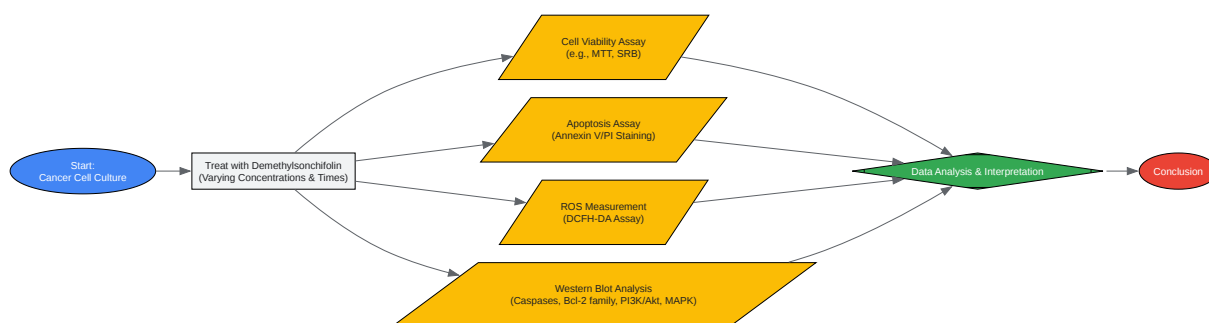 Start:
Cancer Cell Culture
Treat with Demethylsonchifolin
(Varying Concentrations & Times)
Cell Viability Assay
(e.g., MTT, SRB)
Apoptosis Assay
(Annexin V/PI Staining)
ROS Measurement
(DCFH-DA Assay)
Western Blot Analysis
(Caspases, Bcl-2 family, PI3K/Akt, MAPK)
Data Analysis & Interpretation
Conclusion